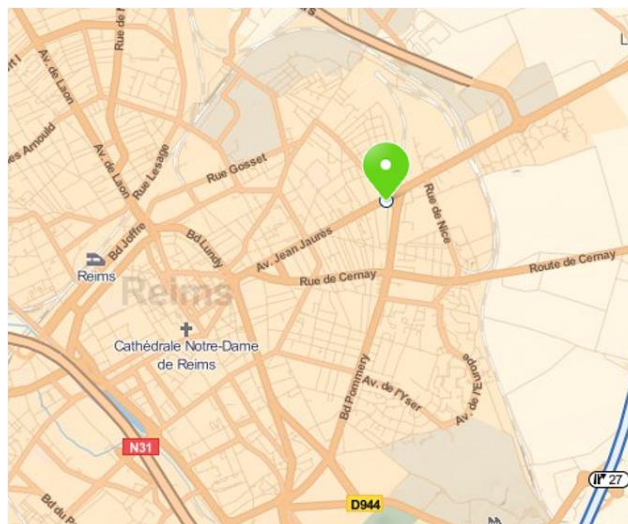 Av. de Laon
Rue de
Rue Gosset
Av. de Laon
Rue Lesage
Rue de Nice
Bd Joffre
Bd Lundy
Av. Jean Jaurès
Reims
Rue de Cernay
Route de Cernay
Reims
Cathédrale Notre-Dame
de Reims
Av. de l'Yser
Av. de l'Europe
Bd Pommery
N31
27
D944
Bd du